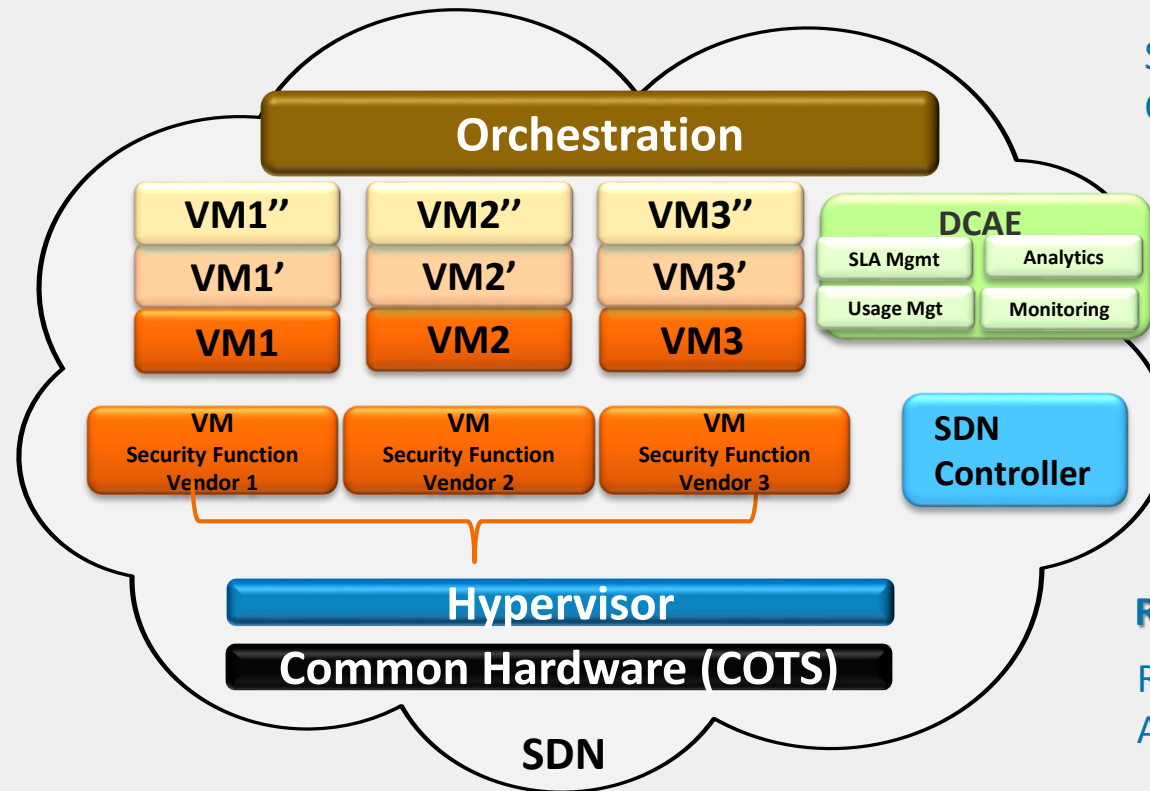 Orchestration
VM1’’
VM2’’
VM3’’
VM1'
VM2'
VM3'
VM1
VM2
VM3
DCAE
SLA Mgmt
Analytics
Usage Mgt
Monitoring
VM
Security Function
Vendor 1
VM
Security Function
Vendor 2
VM
Security Function
Vendor 3
SDN
Controller
Hypervisor
Common Hardware (COTS)
SDN